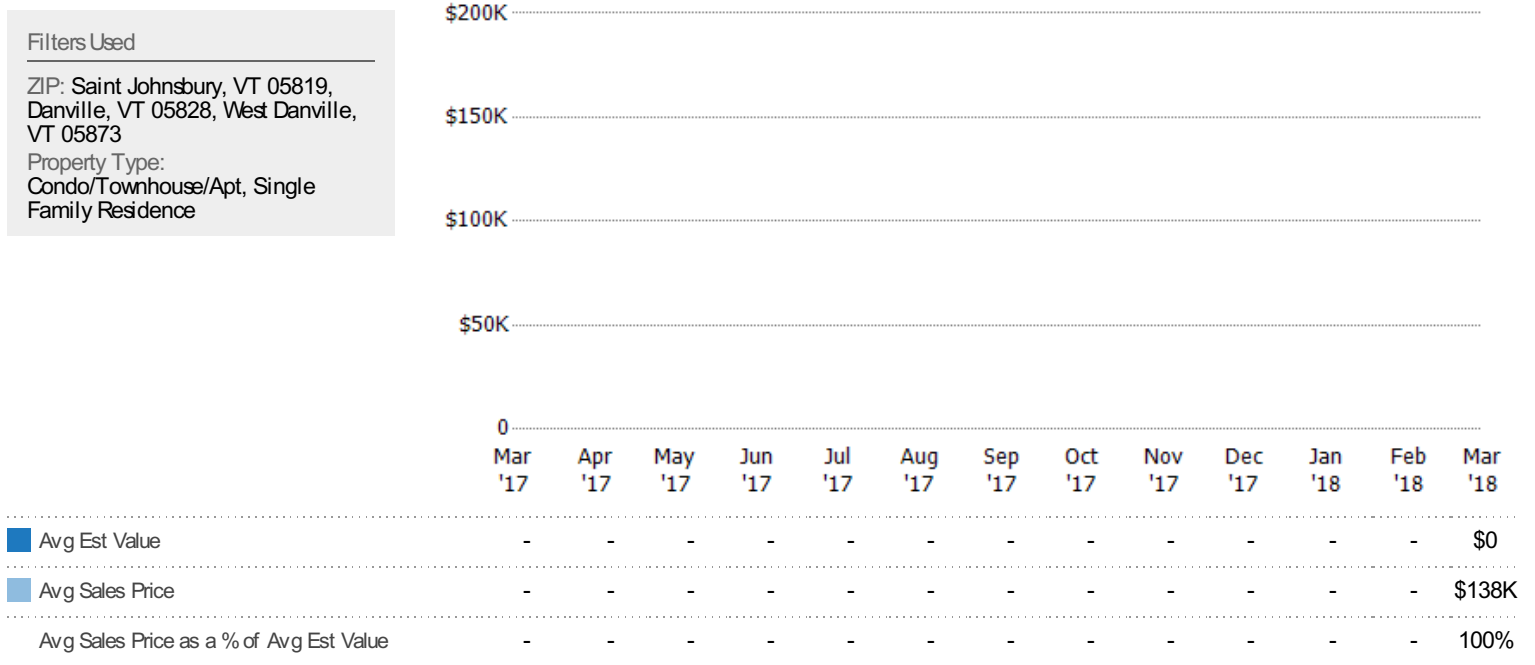 Filters Used
ZIP: Saint Johnsbury, VT 05819,
Danville, VT 05828, West Danville,
VT 05873
Property Type:
Condo/Townhouse/Apt, Single
Family Residence
$200K
$150K
$100K
$50K
0
Mar Apr May Jun Jul Aug Sep Oct Nov Dec Jan Feb Mar
'17 '17 '17 '17 '17 '17 '17 '17 '17 '17 '18 '18 '18
Avg Est Value - - - - - - - - - - - - $0
Avg Sales Price - - - - - - - - - - - - $138K
Avg Sales Price as a % of Avg Est Value - - - - - - - - - - - - 100%